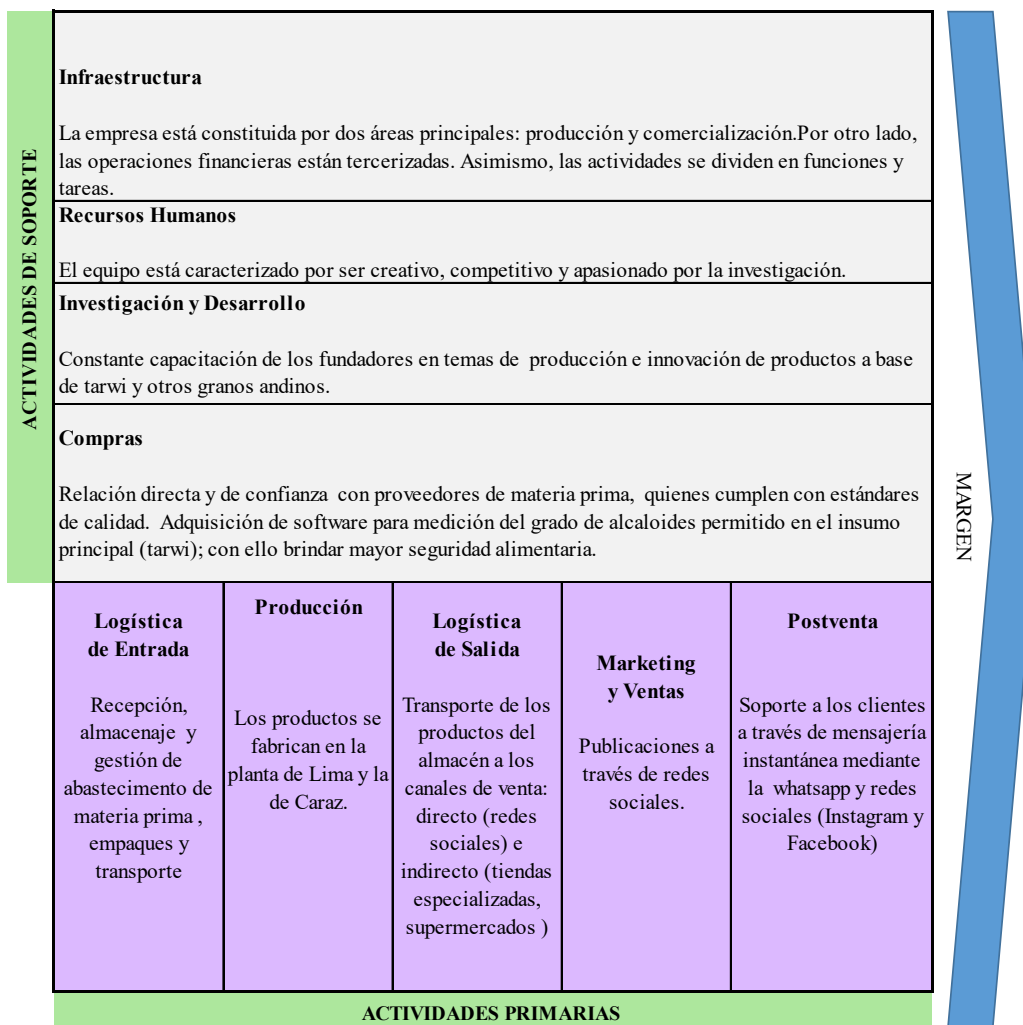 ACTIVIDADES DE SOPORTE
Infraestructura
La empresa está constituida por dos áreas principales: producción y comercialización.Por otro lado,
las operaciones financieras están tercerizadas. Asimismo, las actividades se dividen en funciones y
tareas.
Recursos Humanos
El equipo está caracterizado por ser creativo, competitivo y apasionado por la investigación.
Investigación y Desarrollo
Constante capacitación de los fundadores en temas de producción e innovación de productos a base
de tarwi y otros granos andinos.
Compras
Relación directa y de confianza con proveedores de materia prima, quienes cumplen con estándares
de calidad. Adquisición de software para medición del grado de alcaloides permitido en el insumo
principal (tarwi); con ello brindar mayor seguridad alimentaria.
MARGEN
Logística
de Entrada
Recepción,
almacenaje y
gestión de
abastecimento de
materia prima ,
empaques y
transporte
Producción
Los productos se
fabrican en la
planta de Lima y la
de Caraz.
Logística
de Salida
Transporte de los
productos del
almacén a los
canales de venta:
directo (redes
sociales) e
indirecto (tiendas
especializadas,
supermercados )
Marketing
y Ventas
Publicaciones a
través de redes
sociales.
Postventa
Soporte a los clientes
a través de mensajería
instantánea mediante
la whatsapp y redes
sociales (Instagram y
Facebook)
ACTIVIDADES PRIMARIAS